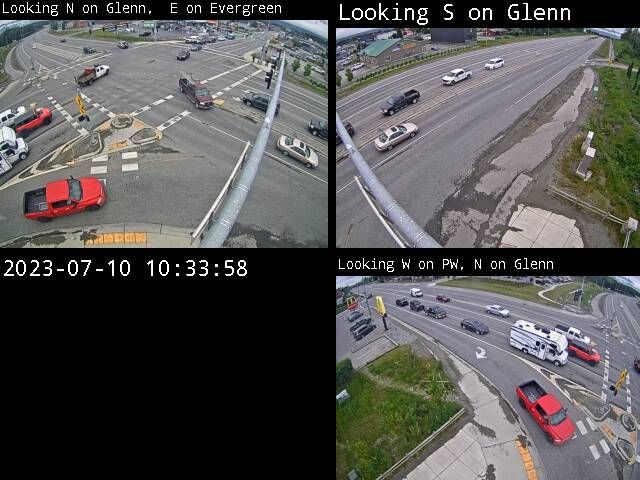 Looking N on Glenn,  E on Evergreen
Looking S on Glenn
2023-07-10 10:33:58
Looking W on PW, N on Glenn